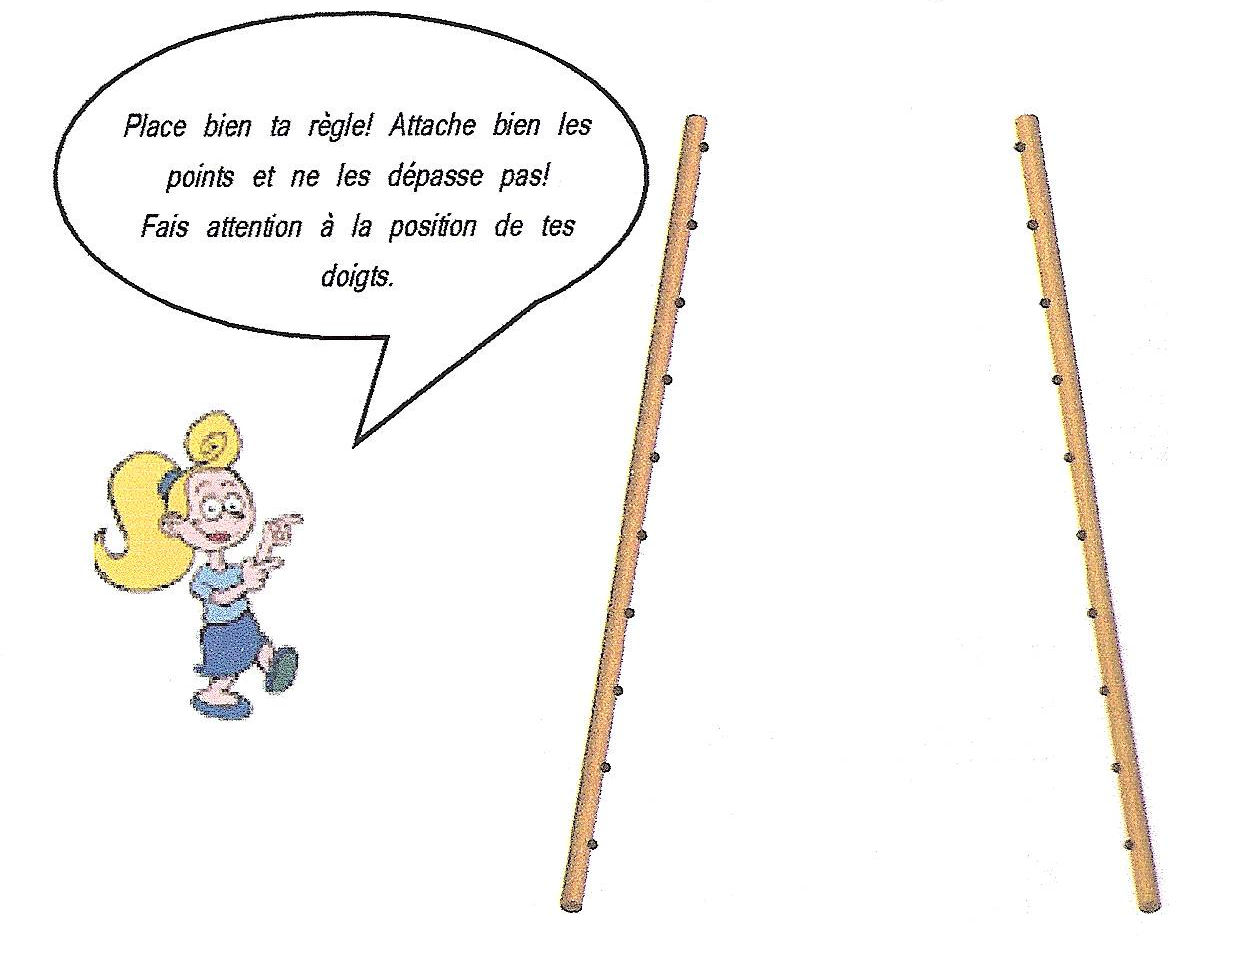 Place bien ta règle! Attache bien les
points et ne les dépasse pas!
Fais attention à la position de tes
doigts.